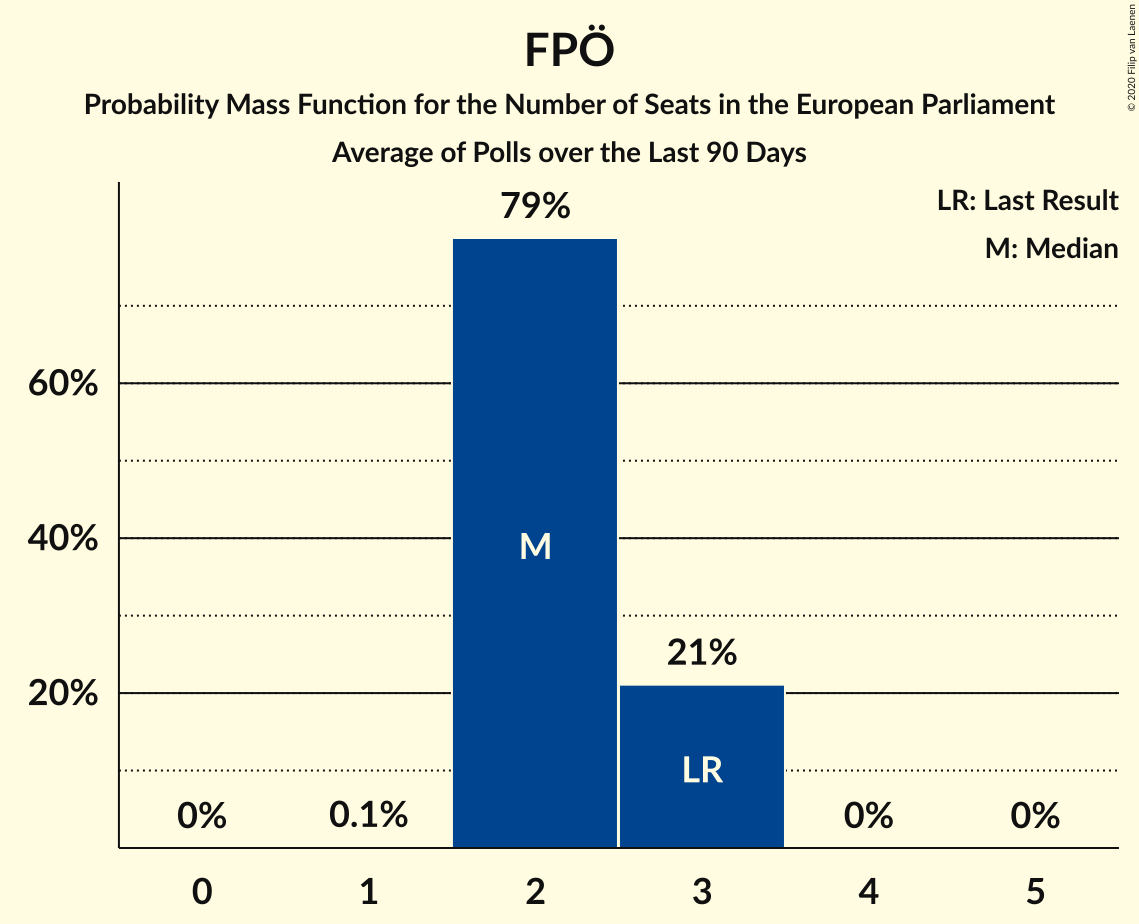 FPÖ
Probability Mass Function for the Number of Seats in the European Parliament
Average of Polls over the Last 90 Days
© 2020 Filip van Laenen
LR: Last Result
M: Median
79%
60%
40%
20%
M
21%
LR
0%
0.1%
0%
0%
0
1
2
3
4
5